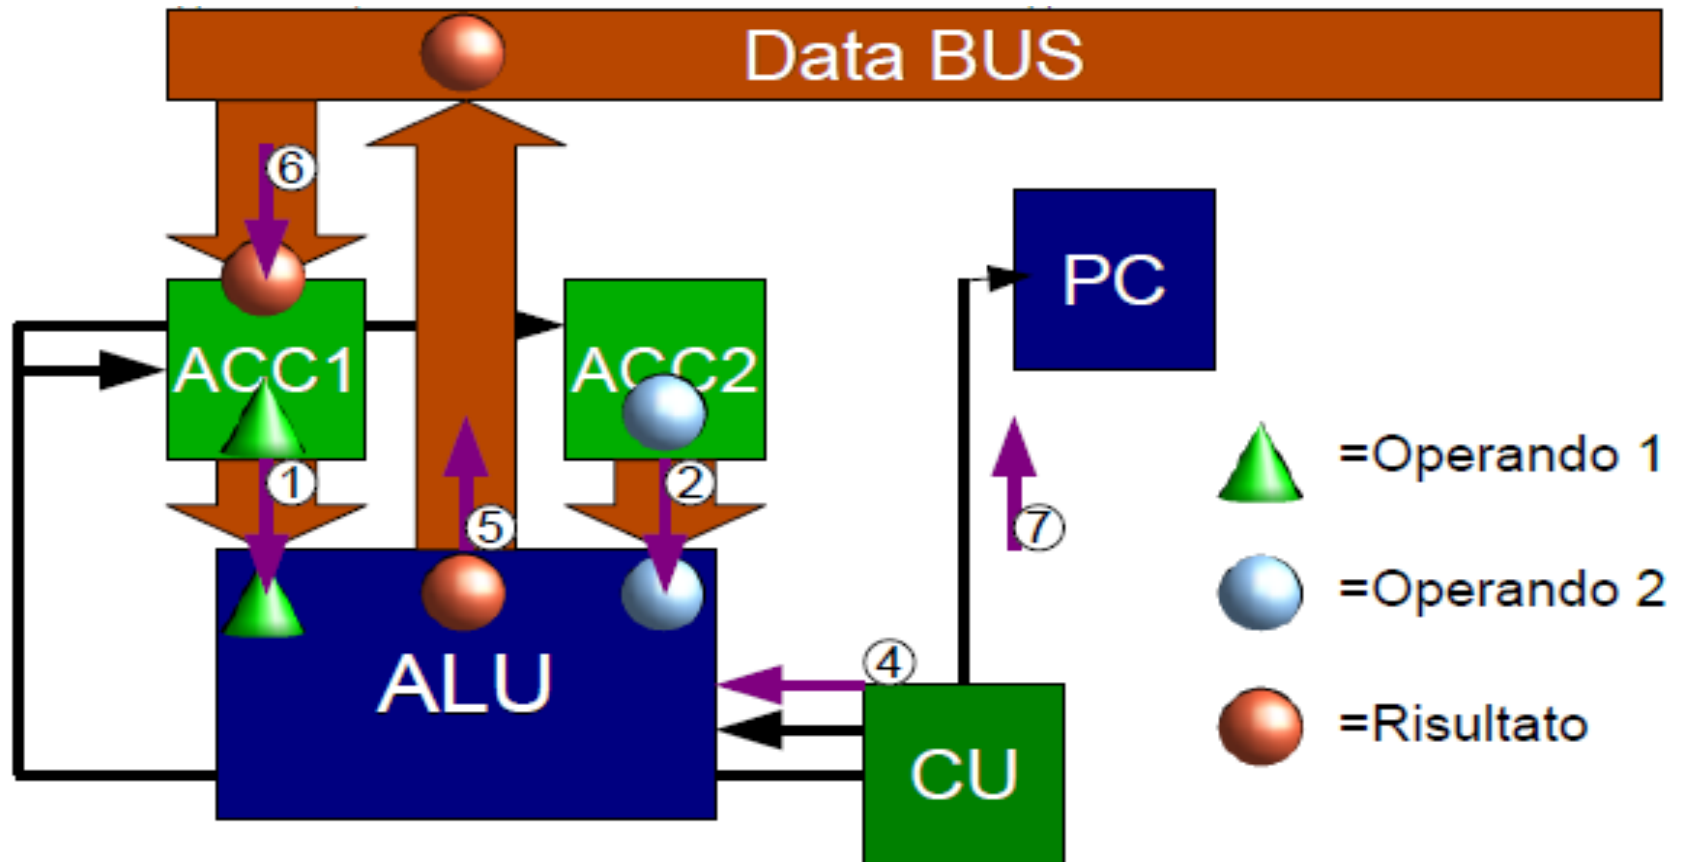 Data BUS
6
PC
ACC1
ACC2
=Operando 1
1
2
5
7
=Operando 2
4
ALU
=Risultato
CU